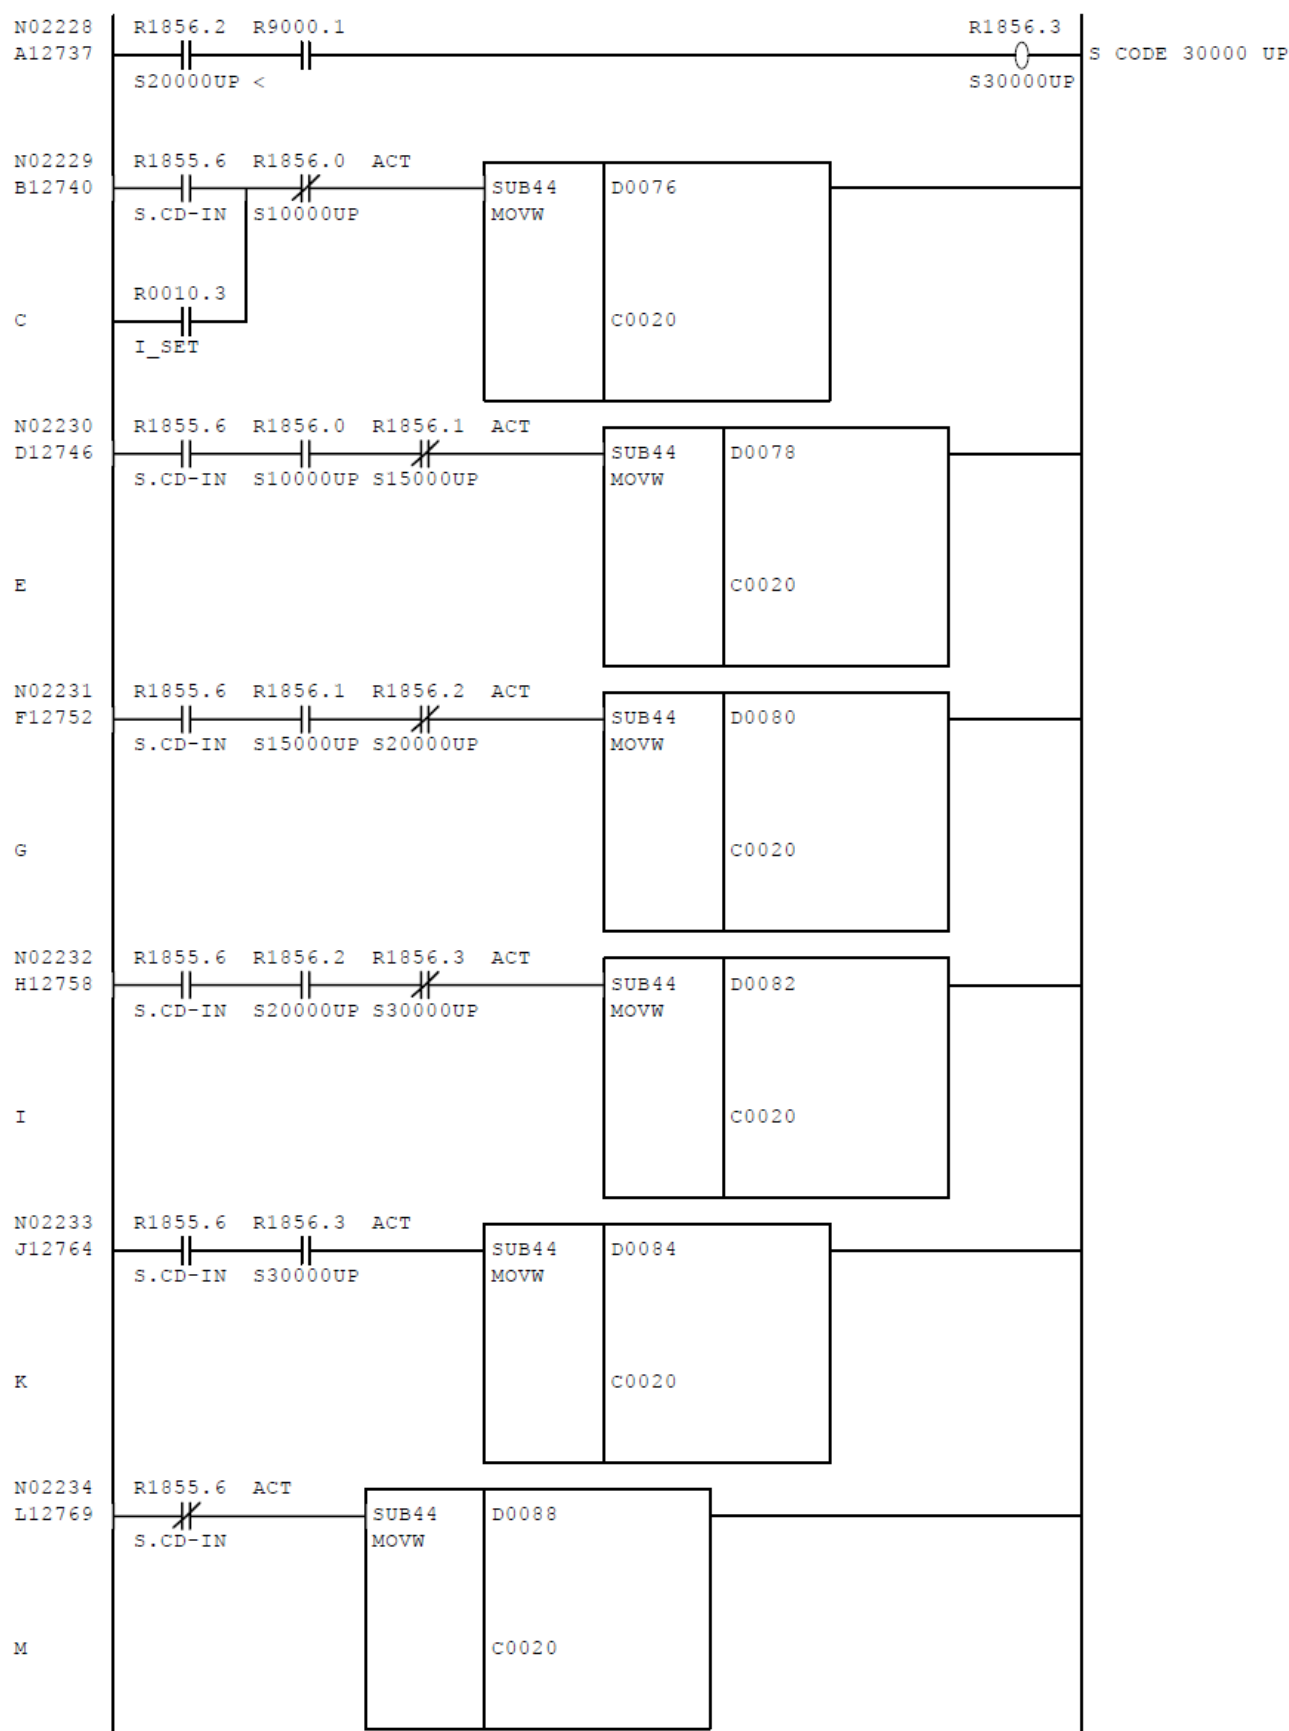 N02228 R1856.2 R9000.1 R1856.3
A12737 S CODE 30000 UP
S20000UP < S30000UP
N02229 R1855.6 R1856.0 ACT
B12740 SUB44 D0076
S.CD-IN S10000UP MOVW
R0010.3
C C0020
I_SET
N02230 R1855.6 R1856.0 R1856.1 ACT
D12746 SUB44 D0078
S.CD-IN S10000UP S15000UP MOVW
E C0020
N02231 R1855.6 R1856.1 R1856.2 ACT
F12752 SUB44 D0080
S.CD-IN S15000UP S20000UP MOVW
G C0020
N02232 R1855.6 R1856.2 R1856.3 ACT
H12758 SUB44 D0082
S.CD-IN S20000UP S30000UP MOVW
I C0020
N02233 R1855.6 R1856.3 ACT
J12764 SUB44 D0084
S.CD-IN S30000UP MOVW
K C0020
N02234 R1855.6 ACT
L12769 SUB44 D0088
S.CD-IN MOVW
M C0020